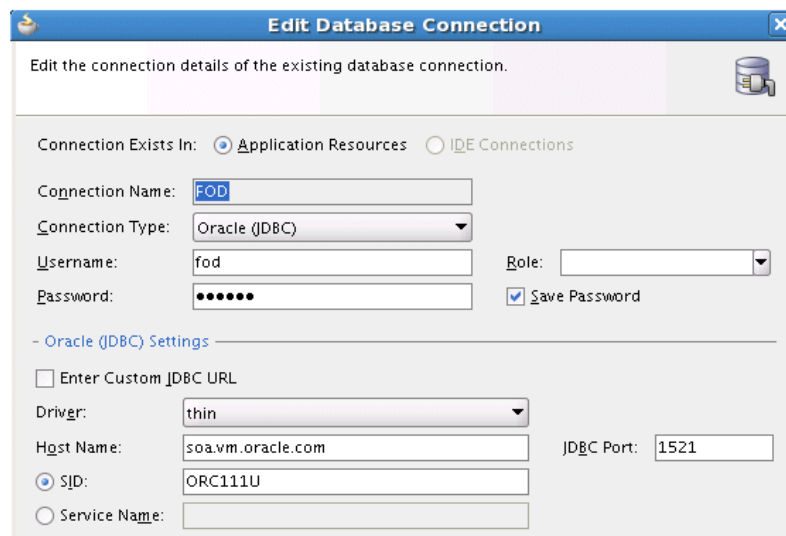 Edit Database Connection
Edit the connection details of the existing database connection.
Connection Exists In: Application Resources IDE Connections
Connection Name: FOD
Connection Type: Oracle (JDBC)
Username: fod Role:
Password: •••••• Save Password
Oracle (JDBC) Settings
Enter Custom JDBC URL
Driver: thin
Host Name: soa.vm.oracle.com JDBC Port: 1521
SID: ORC111U
Service Name: